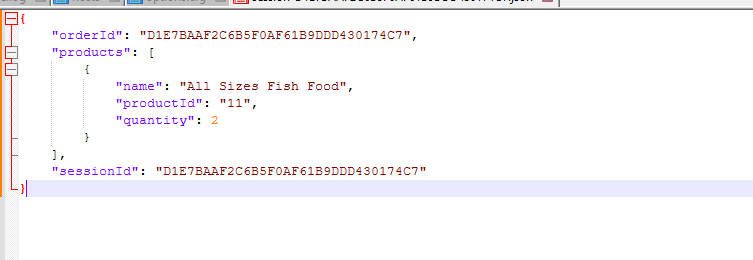 {
    "orderId": "D1E7BAAF2C6B5F0AF61B9DDD430174C7",
    "products": [
        {
            "name": "All Sizes Fish Food",
            "productId": "11",
            "quantity": 2
        }
    ],
    "sessionId": "D1E7BAAF2C6B5F0AF61B9DDD430174C7"
}